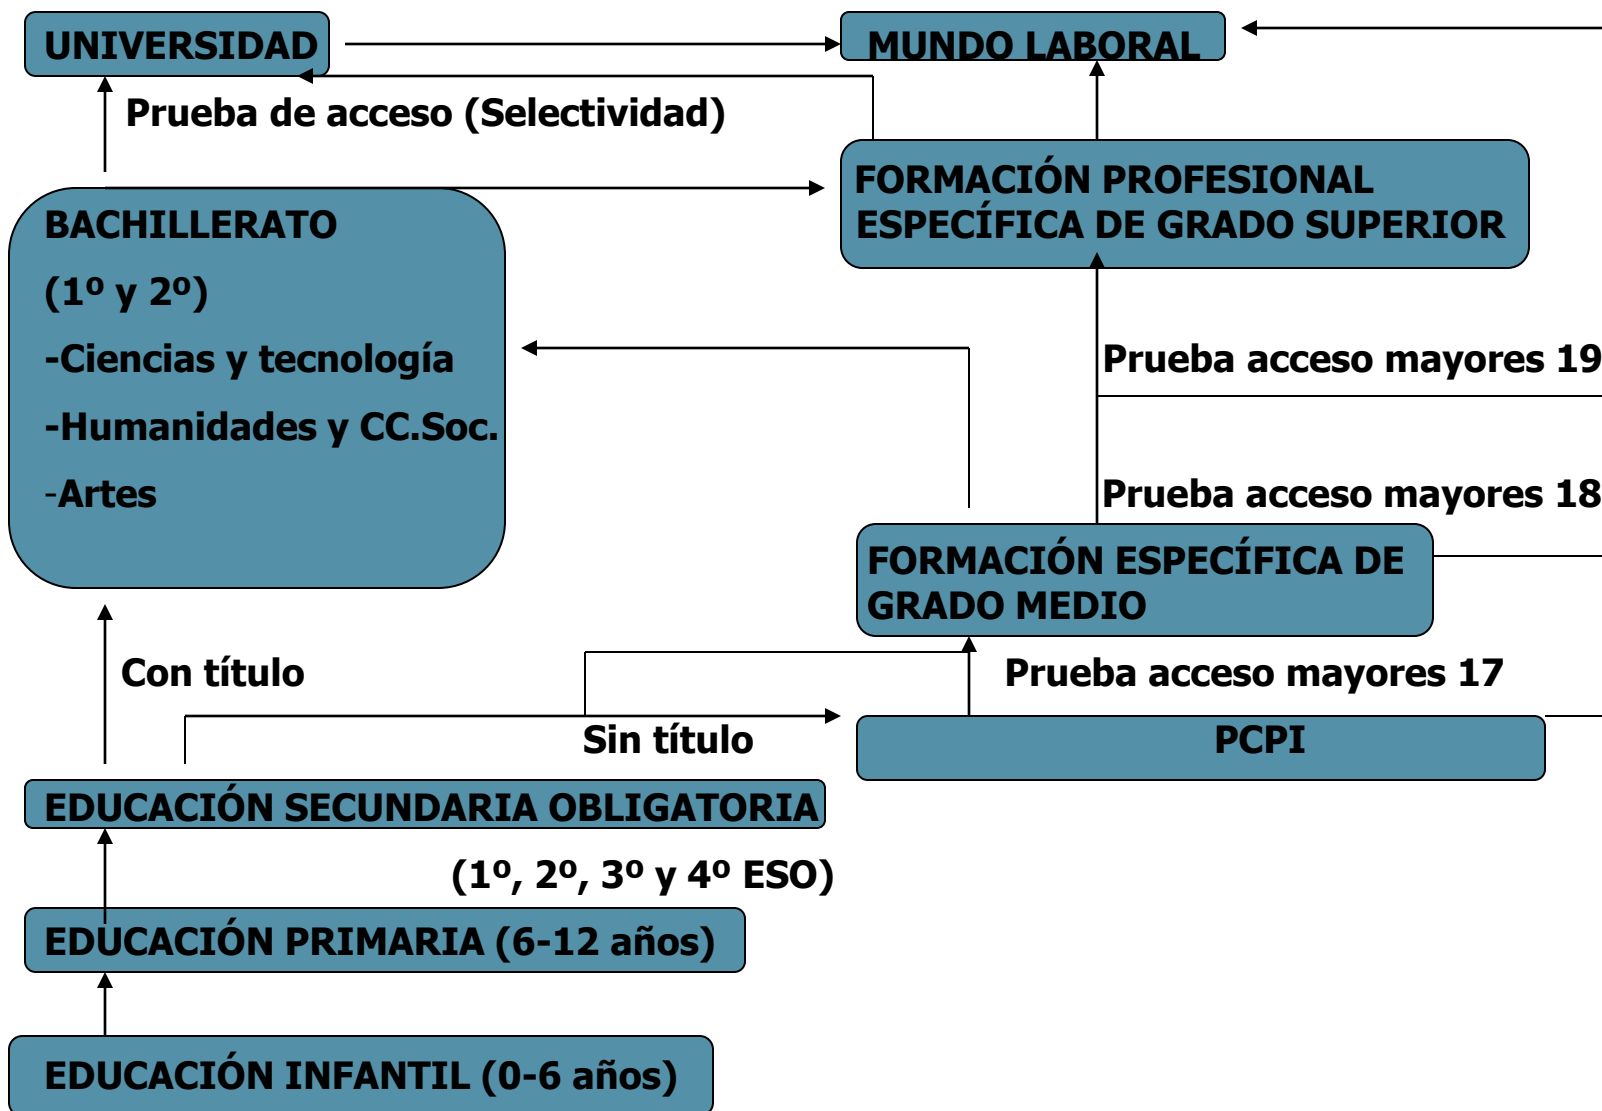 UNIVERSIDAD
MUNDO LABORAL
Prueba de acceso (Selectividad)
FORMACIÓN PROFESIONAL
ESPECÍFICA DE GRADO SUPERIOR
BACHILLERATO
(1º y 2º)
-Ciencias y tecnología
-Humanidades y CC.Soc.
-Artes
Prueba acceso mayores 19
Prueba acceso mayores 18
FORMACIÓN ESPECÍFICA DE
GRADO MEDIO
Con título
Prueba acceso mayores 17
Sin título
PCPI
EDUCACIÓN SECUNDARIA OBLIGATORIA
(1º, 2º, 3º y 4º ESO)
EDUCACIÓN PRIMARIA (6-12 años)
EDUCACIÓN INFANTIL (0-6 años)